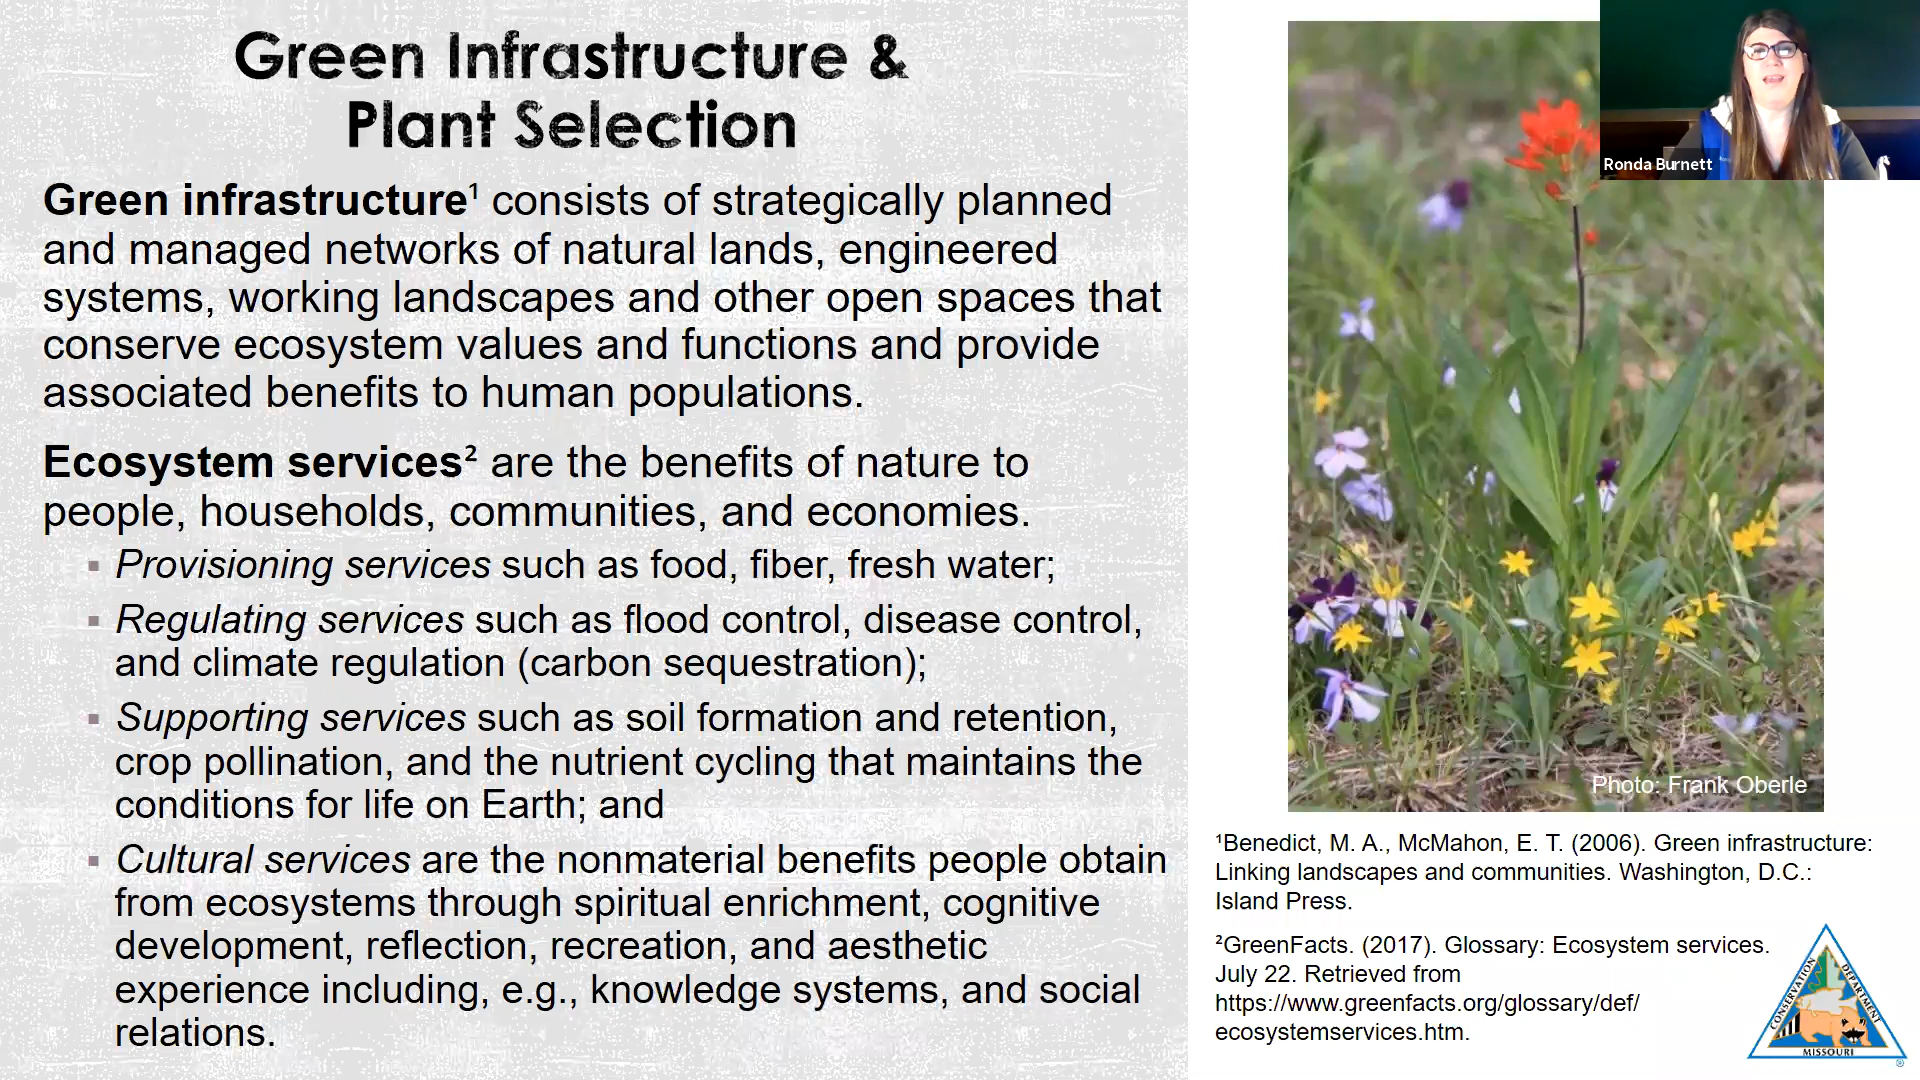 Green Infrastructure &
Plant Selection
Green infrastructure¹ consists of strategically planned
and managed networks of natural lands, engineered
systems, working landscapes and other open spaces that
conserve ecosystem values and functions and provide
associated benefits to human populations.
Ecosystem services² are the benefits of nature to
people, households, communities, and economies.
▪ Provisioning services such as food, fiber, fresh water;
▪ Regulating services such as flood control, disease control,
and climate regulation (carbon sequestration);
▪ Supporting services such as soil formation and retention,
crop pollination, and the nutrient cycling that maintains the
conditions for life on Earth; and
▪ Cultural services are the nonmaterial benefits people obtain
from ecosystems through spiritual enrichment, cognitive
development, reflection, recreation, and aesthetic
experience including, e.g., knowledge systems, and social
relations.
Ronda Burnett
Photo: Frank Oberle
¹Benedict, M. A., McMahon, E. T. (2006). Green infrastructure:
Linking landscapes and communities. Washington, D.C.:
Island Press.
²GreenFacts. (2017). Glossary: Ecosystem services.
July 22. Retrieved from
https://www.greenfacts.org/glossary/def/
ecosystemservices.htm.
CONSERVATION
DEPARTMENT
MISSOURI
®